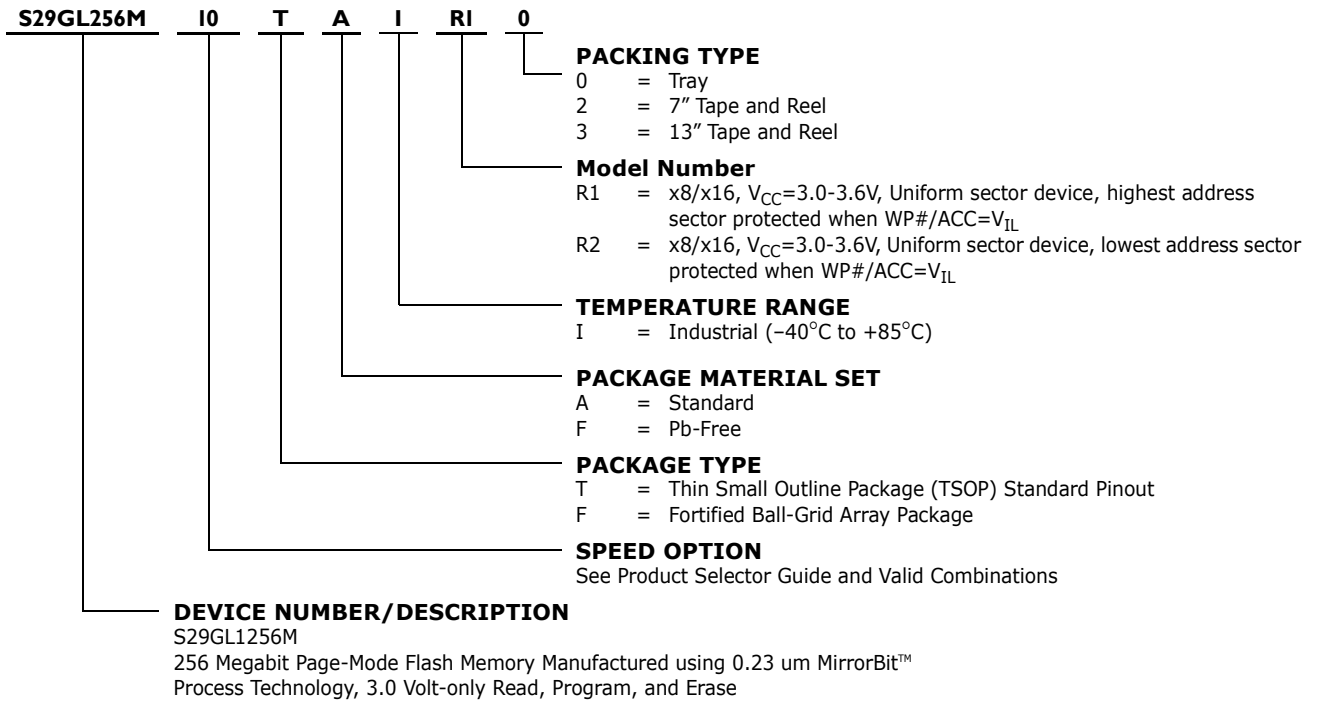 S29GL256M 10 T A I R1 0
PACKING TYPE
0 = Tray
2 = 7″ Tape and Reel
3 = 13″ Tape and Reel
Model Number
R1 = x8/x16, VCC=3.0-3.6V, Uniform sector device, highest address
sector protected when WP#/ACC=VIL
R2 = x8/x16, VCC=3.0-3.6V, Uniform sector device, lowest address sector
protected when WP#/ACC=VIL
TEMPERATURE RANGE
I = Industrial (–40°C to +85°C)
PACKAGE MATERIAL SET
A = Standard
F = Pb-Free
PACKAGE TYPE
T = Thin Small Outline Package (TSOP) Standard Pinout
F = Fortified Ball-Grid Array Package
SPEED OPTION
See Product Selector Guide and Valid Combinations
DEVICE NUMBER/DESCRIPTION
S29GL1256M
256 Megabit Page-Mode Flash Memory Manufactured using 0.23 um MirrorBit™
Process Technology, 3.0 Volt-only Read, Program, and Erase